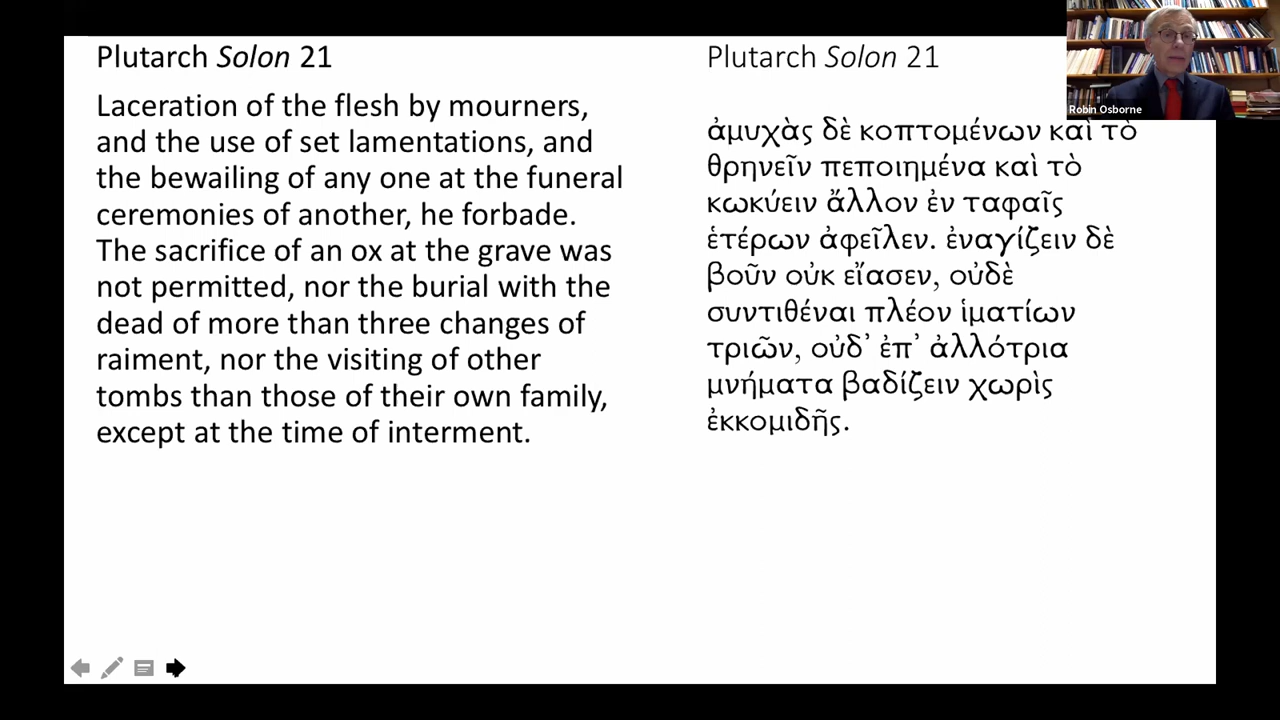 Plutarch Solon 21
Laceration of the flesh by mourners,
and the use of set lamentations, and
the bewailing of any one at the funeral
ceremonies of another, he forbade.
The sacrifice of an ox at the grave was
not permitted, nor the burial with the
dead of more than three changes of
raiment, nor the visiting of other
tombs than those of their own family,
except at the time of interment.
Plutarch Solon 21
ἀμυχὰς δὲ κοπτομένων καὶ τὸ
θρηνεῖν πεποιημένα καὶ τὸ
κωκύειν ἄλλον ἐν ταφαῖς
ἑτέρων ἀφεῖλεν. ἐναγίζειν δὲ
βοῦν οὐκ εἴασεν, οὐδὲ
συντιθέναι πλέον ἱματίων
τριῶν, οὐδ᾽ ἐπ᾽ ἀλλότρια
μνήματα βαδίζειν χωρὶς
ἐκκομιδῆς.
Robin Osborne